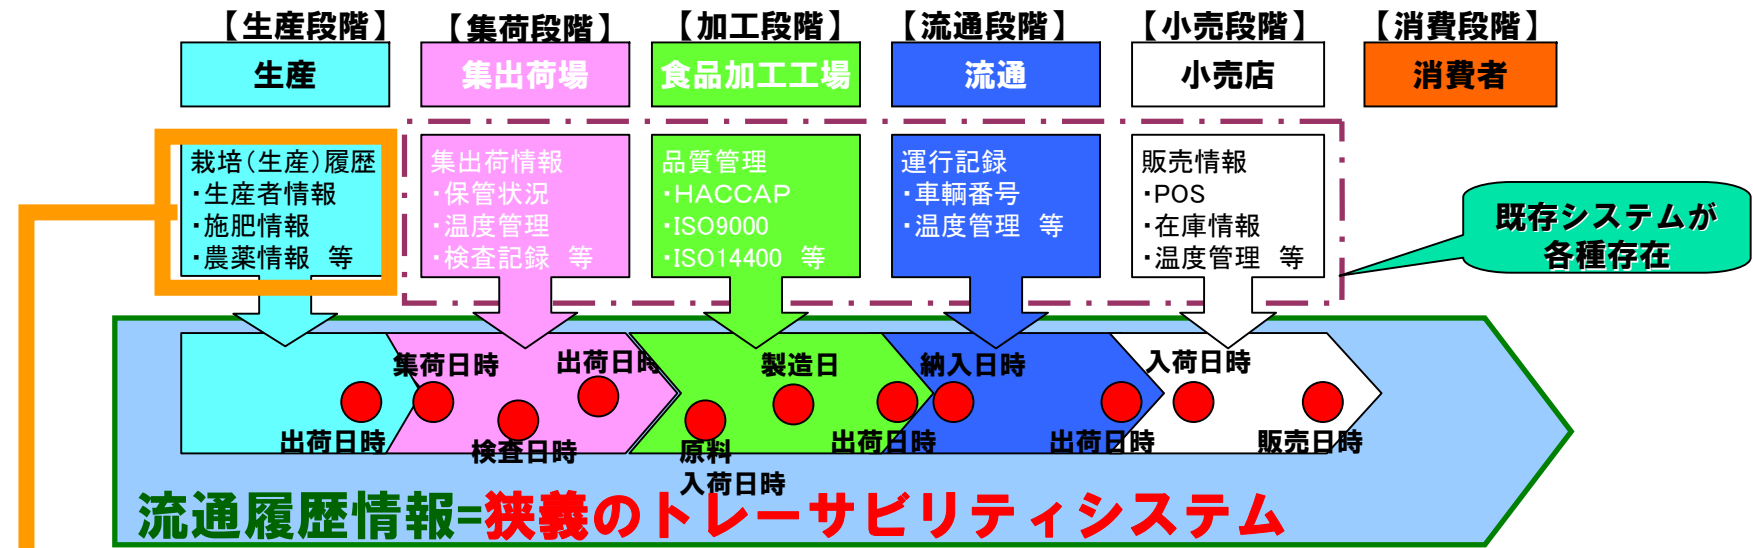 【生産段階】
【集荷段階】
【加工段階】
【流通段階】
【小売段階】
【消費段階】
生産
集出荷場
食品加工工場
流通
小売店
消費者
栽培(生産)履歴
・生産者情報
・施肥情報
・農薬情報 等
集出荷情報
・保管状況
・温度管理
・検査記録 等
品質管理
・HACCAP
・ISO9000
・ISO14400 等
運行記録
・車輌番号
・温度管理 等
販売情報
・POS
・在庫情報
・温度管理 等
既存システムが
各種存在
集荷日時
出荷日時
製造日
納入日時
入荷日時
出荷日時
検査日時
原料
入荷日時
出荷日時
出荷日時
販売日時
流通履歴情報=狭義のトレーサビリティシステム